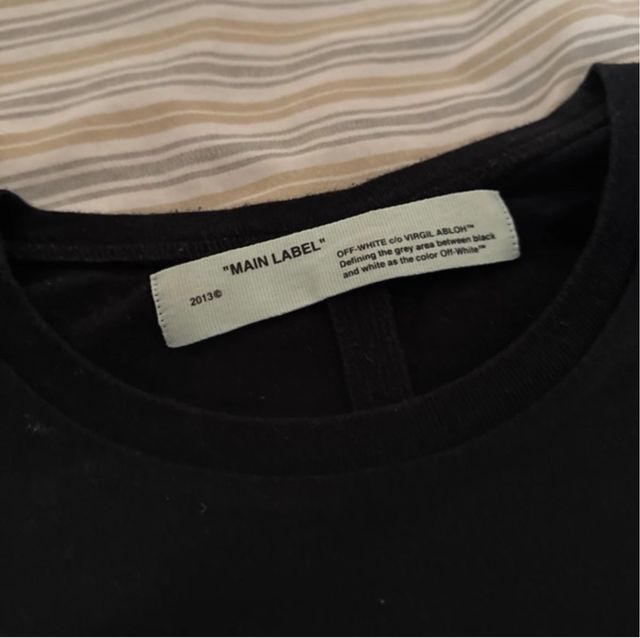 "MAIN LABEL"
2013©
OFF-WHITE c/o VIRGIL ABLOH™
Defining the grey area between black
and white as the color Off-White™